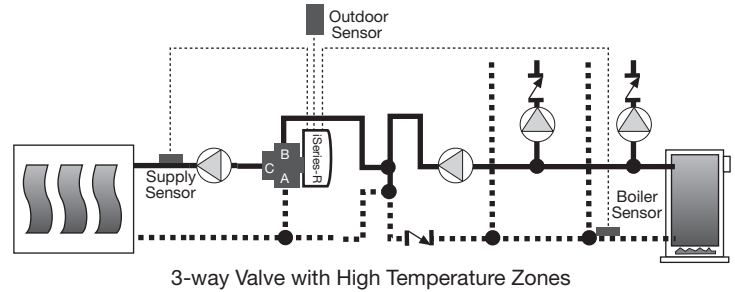 Outdoor
Sensor
iSeries-R
B
C
A
Supply
Sensor
Boiler
Sensor
3-way Valve with High Temperature Zones